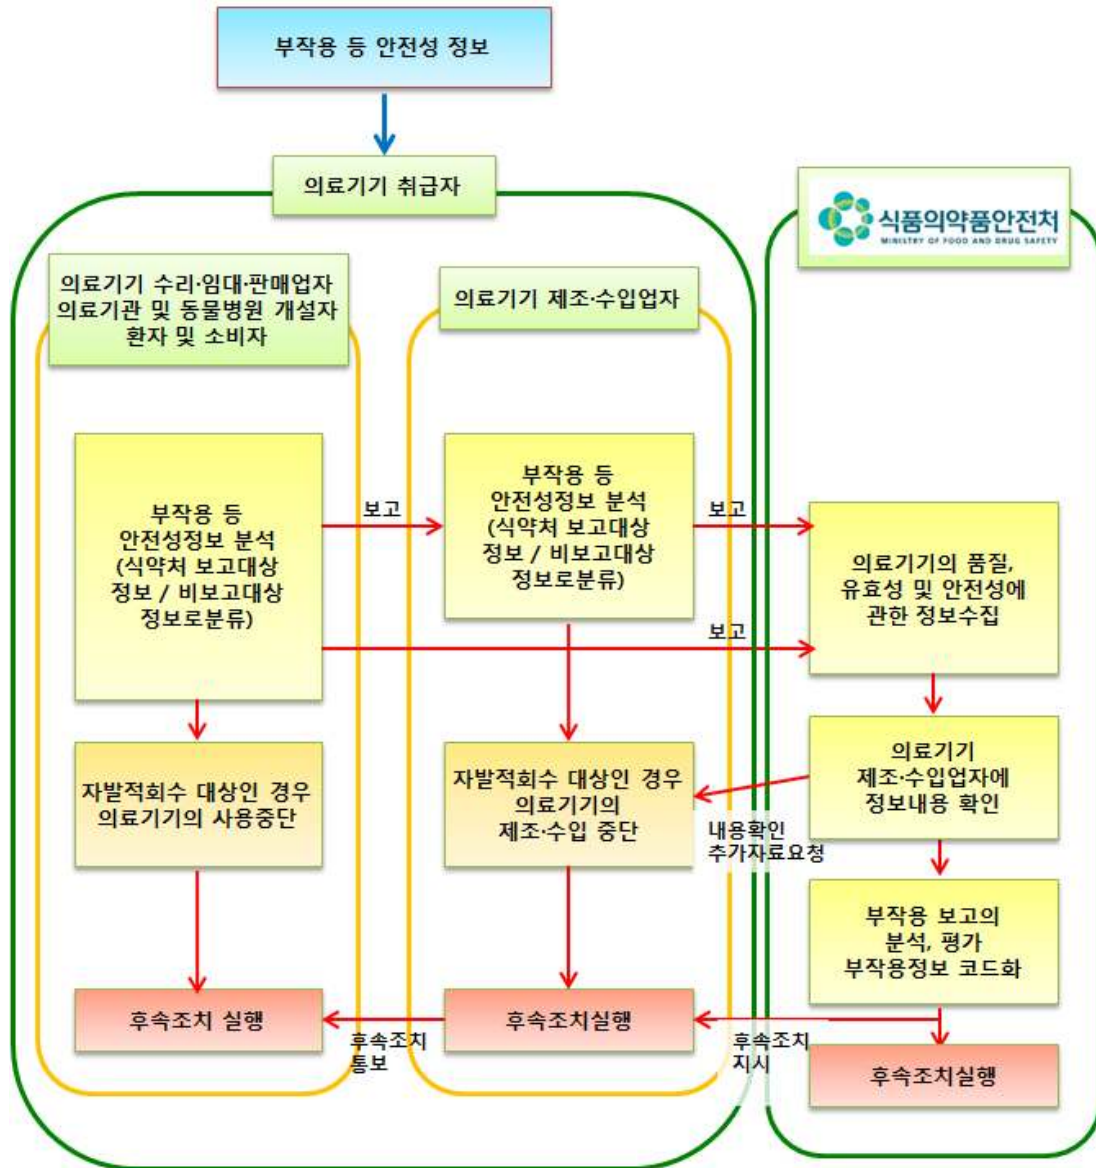 부작용 등 안전성 정보
의료기기 취급자
식품의약품안전처
MINISTRY OF FOOD AND DRUG SAFETY
의료기기 수리·임대·판매업자
의료기관 및 동물병원 개설자
환자 및 소비자
의료기기 제조·수입업자
부작용 등
안전성정보 분석
(식약처 보고대상
정보 / 비보고대상
정보로분류)
보고
부작용 등
안전성정보 분석
(식약처 보고대상
정보 / 비보고대상
정보로분류)
보고
보고
의료기기의 품질,
유효성 및 안전성에
관한 정보수집
자발적회수 대상인 경우
의료기기의 사용중단
자발적회수 대상인 경우
의료기기의
제조·수입 중단
내용확인
추가자료요청
의료기기
제조·수입업자에
정보내용 확인
부작용 보고의
분석, 평가
부작용정보 코드화
후속조치 실행
후속조치
통보
후속조치실행
후속조치
지시
후속조치실행